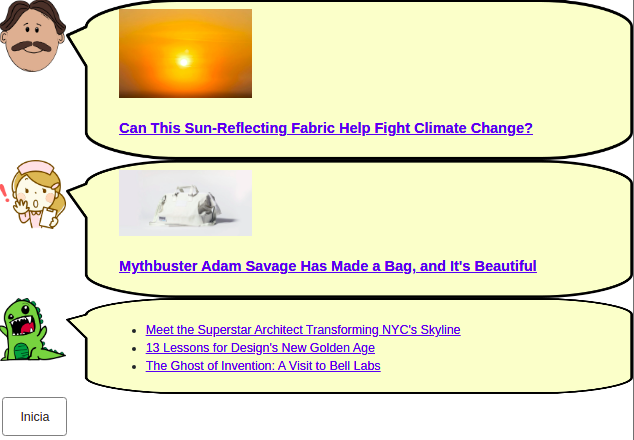 Can This Sun-Reflecting Fabric Help Fight Climate Change?
Mythbuster Adam Savage Has Made a Bag, and It's Beautiful
Meet the Superstar Architect Transforming NYC's Skyline
13 Lessons for Design's New Golden Age
The Ghost of Invention: A Visit to Bell Labs
Inicia